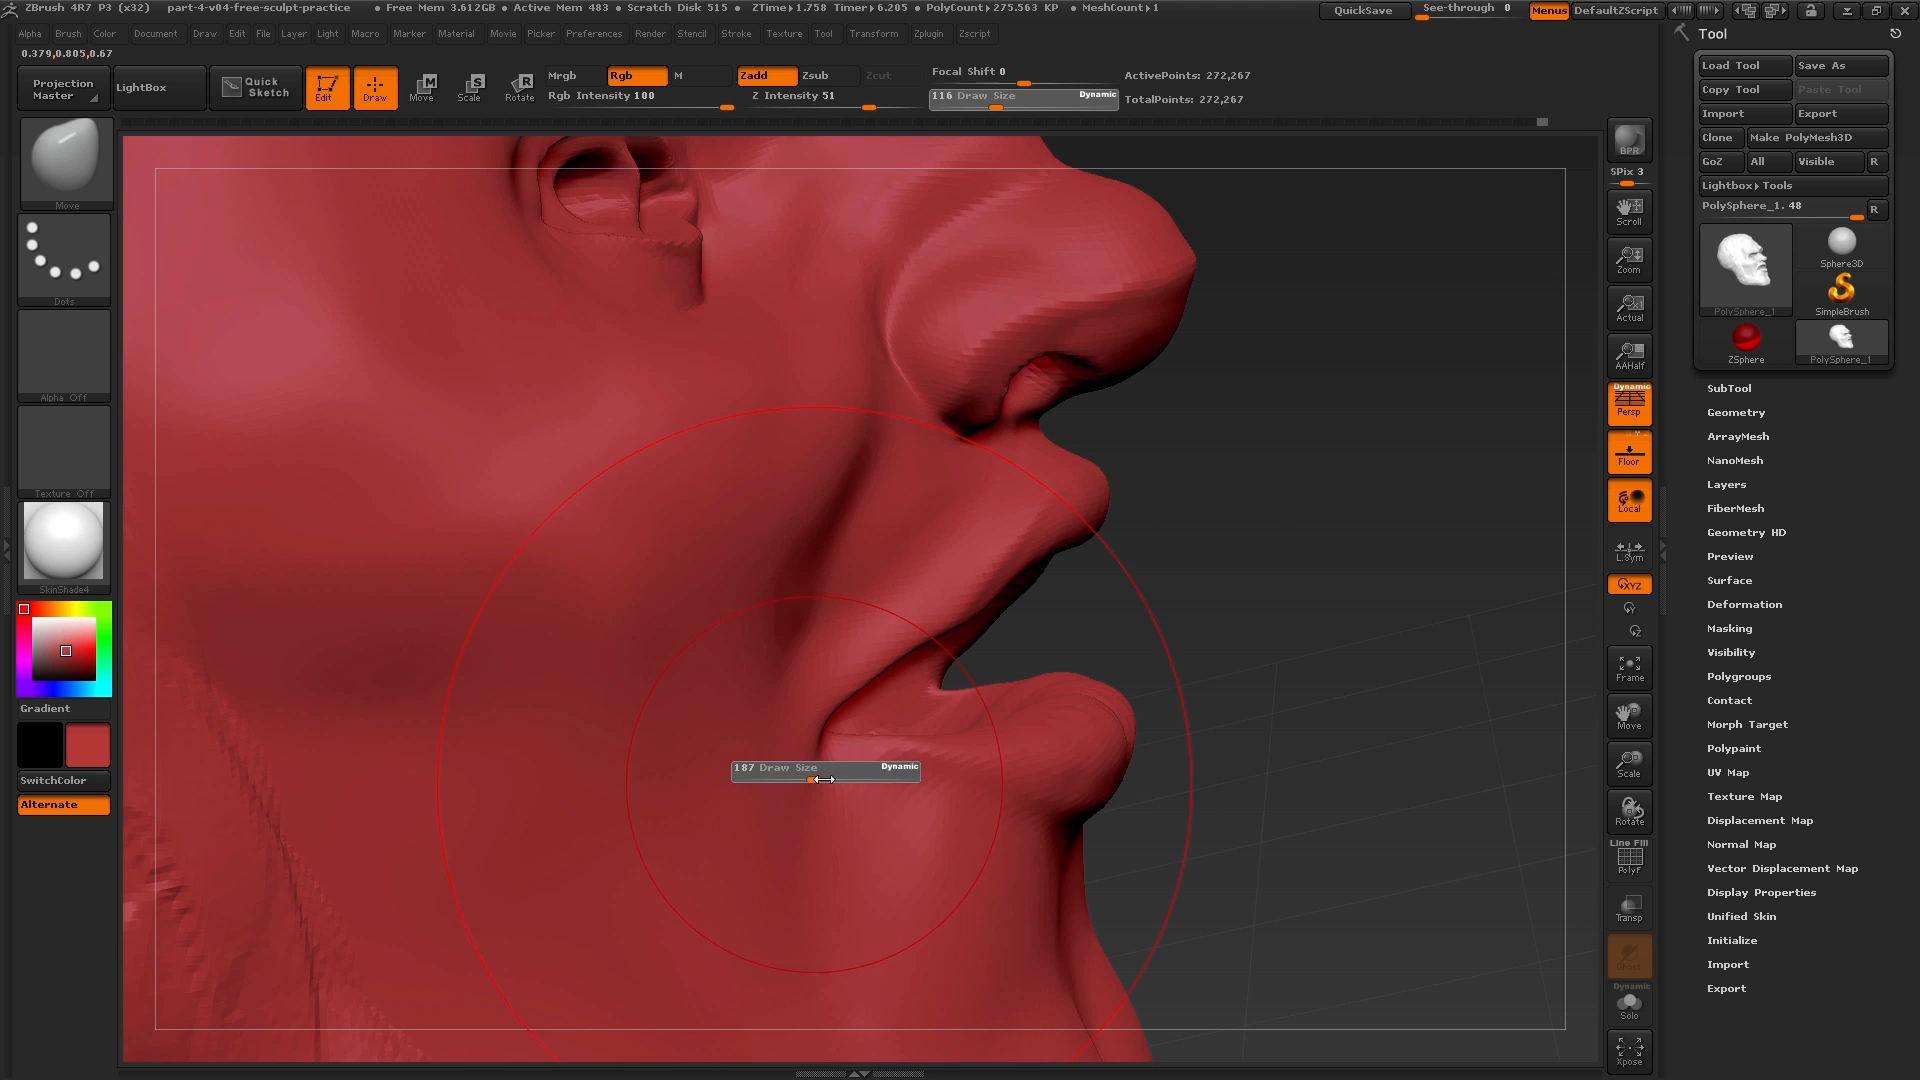 ZBrush 4R7 P3 (x32) part-4-v04-free-sculpt-practice • Free Mem 3.612GB • Active Mem 483 • Scratch Disk 515 • ZTime▸1.758 Timer▸6.205 • PolyCount▸275.563 KP • MeshCount▸1 QuickSave See-through 0 Menus DefaultZScript
Alpha Brush Color Document Draw Edit File Layer Light Macro Marker Material Movie Picker Preferences Render Stencil Stroke Texture Tool Transform Zplugin Zscript
0.379,0.805,0.67
Projection Master
LightBox
Quick Sketch
Edit
Draw
Move
Scale
Rotate
Mrgb Rgb M
Rgb Intensity 100
Zadd Zsub Zcut
Z Intensity 51
Focal Shift 0
116 Draw Size Dynamic
ActivePoints: 272,267
TotalPoints: 272,267
Move
Dots
Alpha Off
Texture Off
SkinShade4
Gradient
SwitchColor
Alternate
187 Draw Size Dynamic
BPR
SPix 3
Scroll
Zoom
Actual
AAHalf
Dynamic
Persp
Floor
Local
L.Sym
XYZ
Y
Z
Frame
Move
Scale
Rotate
Line Fill
PolyF
Transp
Ghost
Dynamic
Solo
Xpose
Tool
Load Tool Save As
Copy Tool Paste Tool
Import Export
Clone Make PolyMesh3D
GoZ All Visible R
Lightbox▸Tools
PolySphere_1. 48 R
PolySphere_1
Sphere3D
SimpleBrush
ZSphere
PolySphere_1
SubTool
Geometry
ArrayMesh
NanoMesh
Layers
FiberMesh
Geometry HD
Preview
Surface
Deformation
Masking
Visibility
Polygroups
Contact
Morph Target
Polypaint
UV Map
Texture Map
Displacement Map
Normal Map
Vector Displacement Map
Display Properties
Unified Skin
Initialize
Import
Export